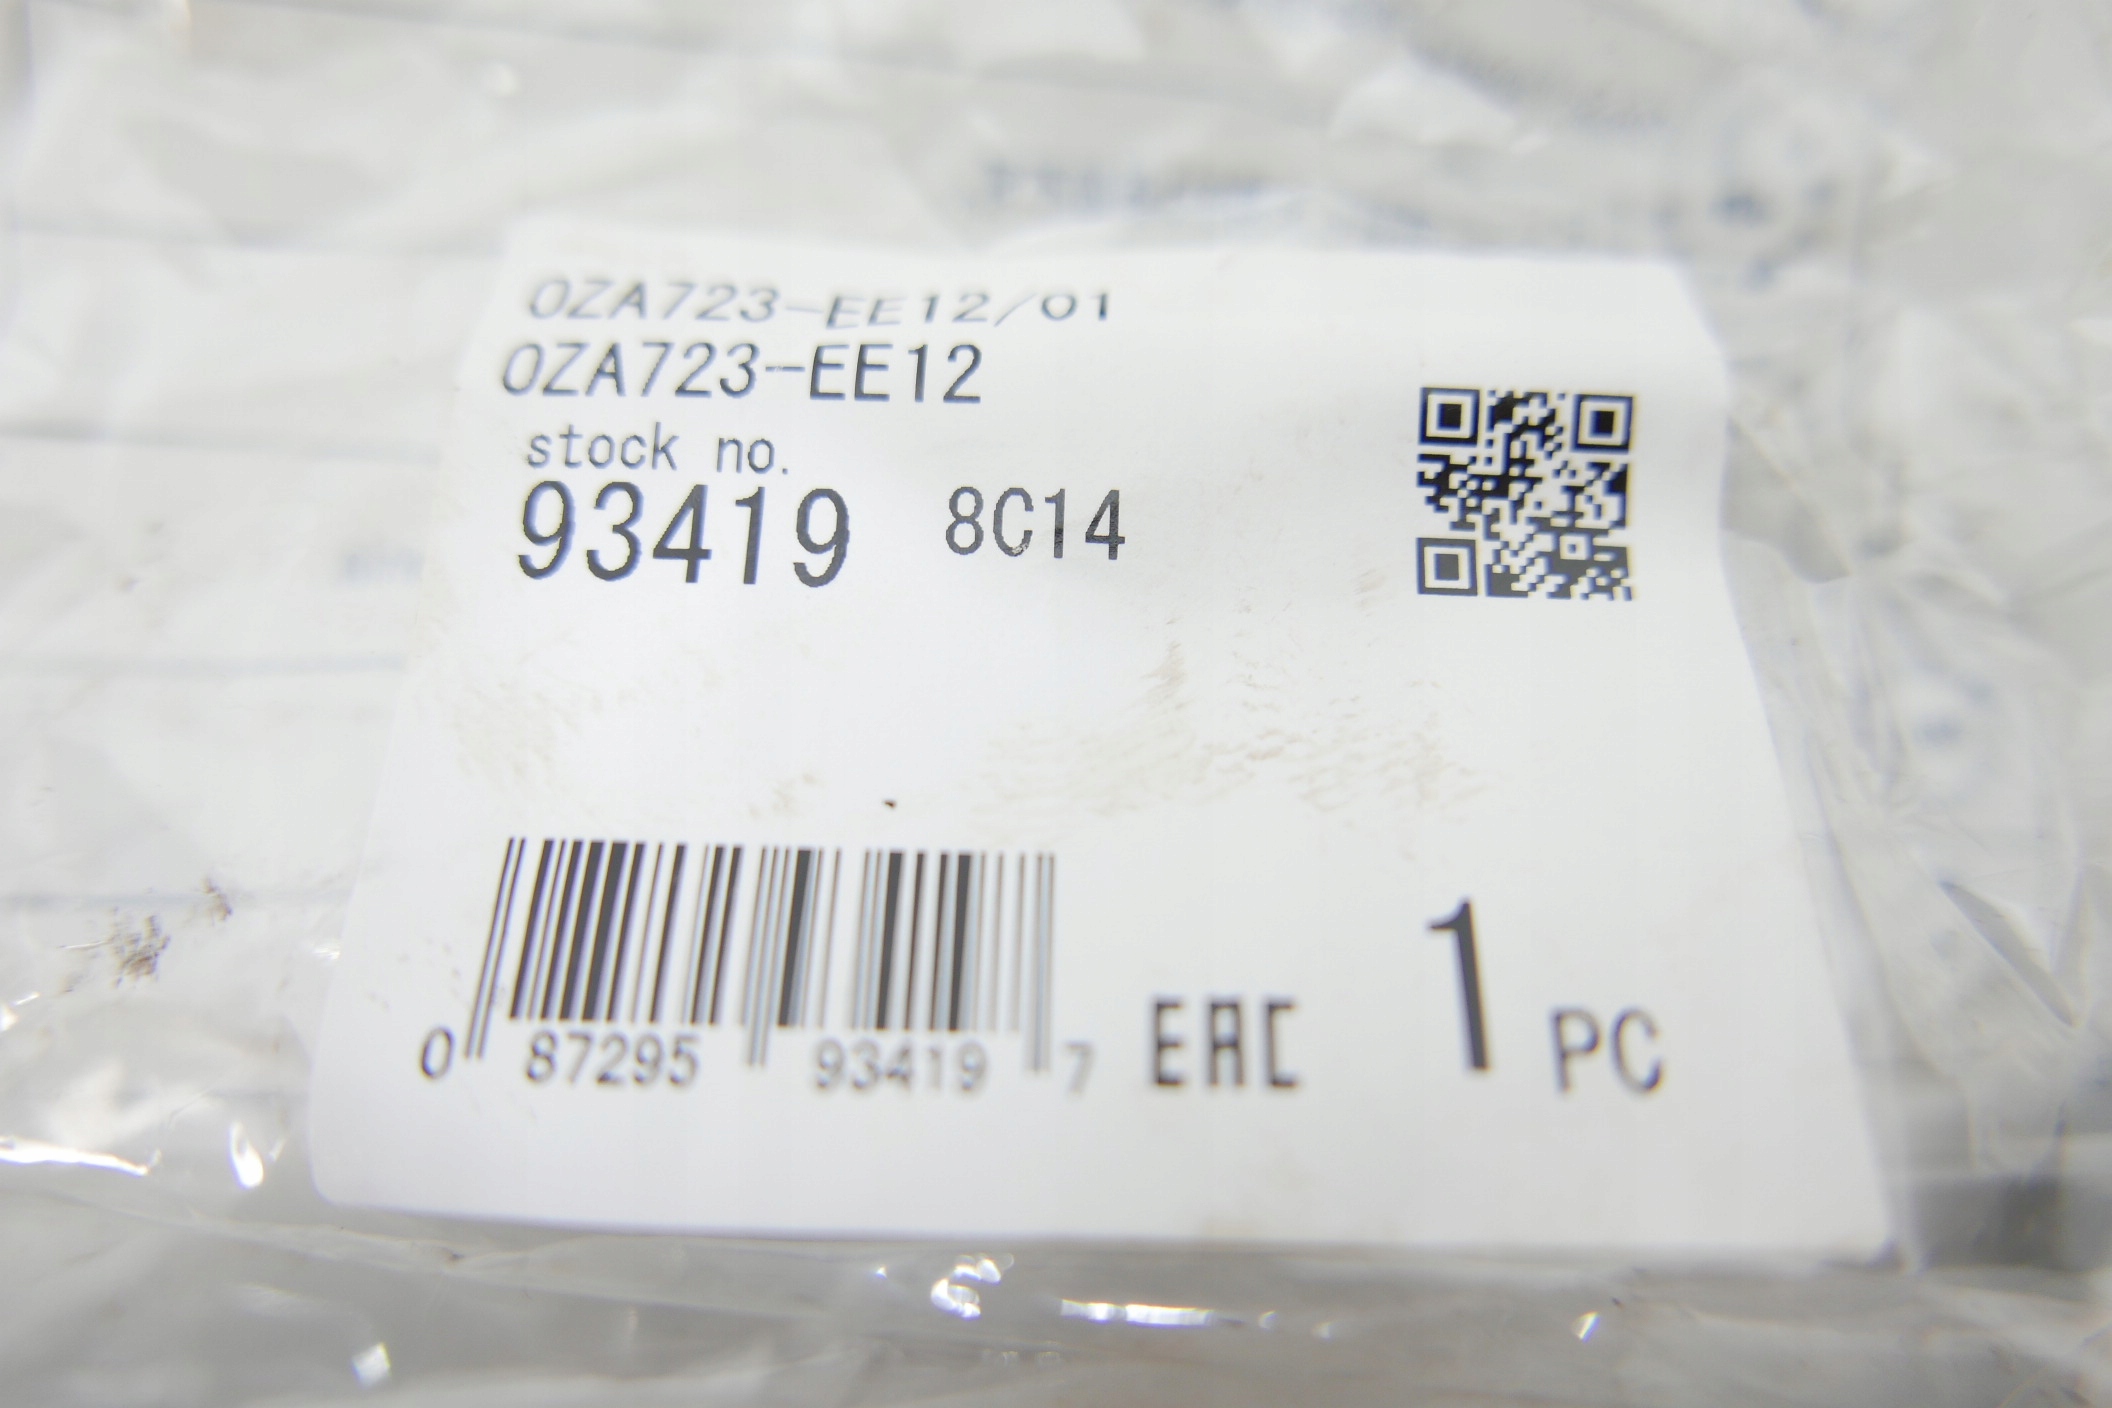 OZA723-EE12/01
OZA723-EE12
stock no.
93419 8C14
0 87295 93419 7 EAC 1 PC